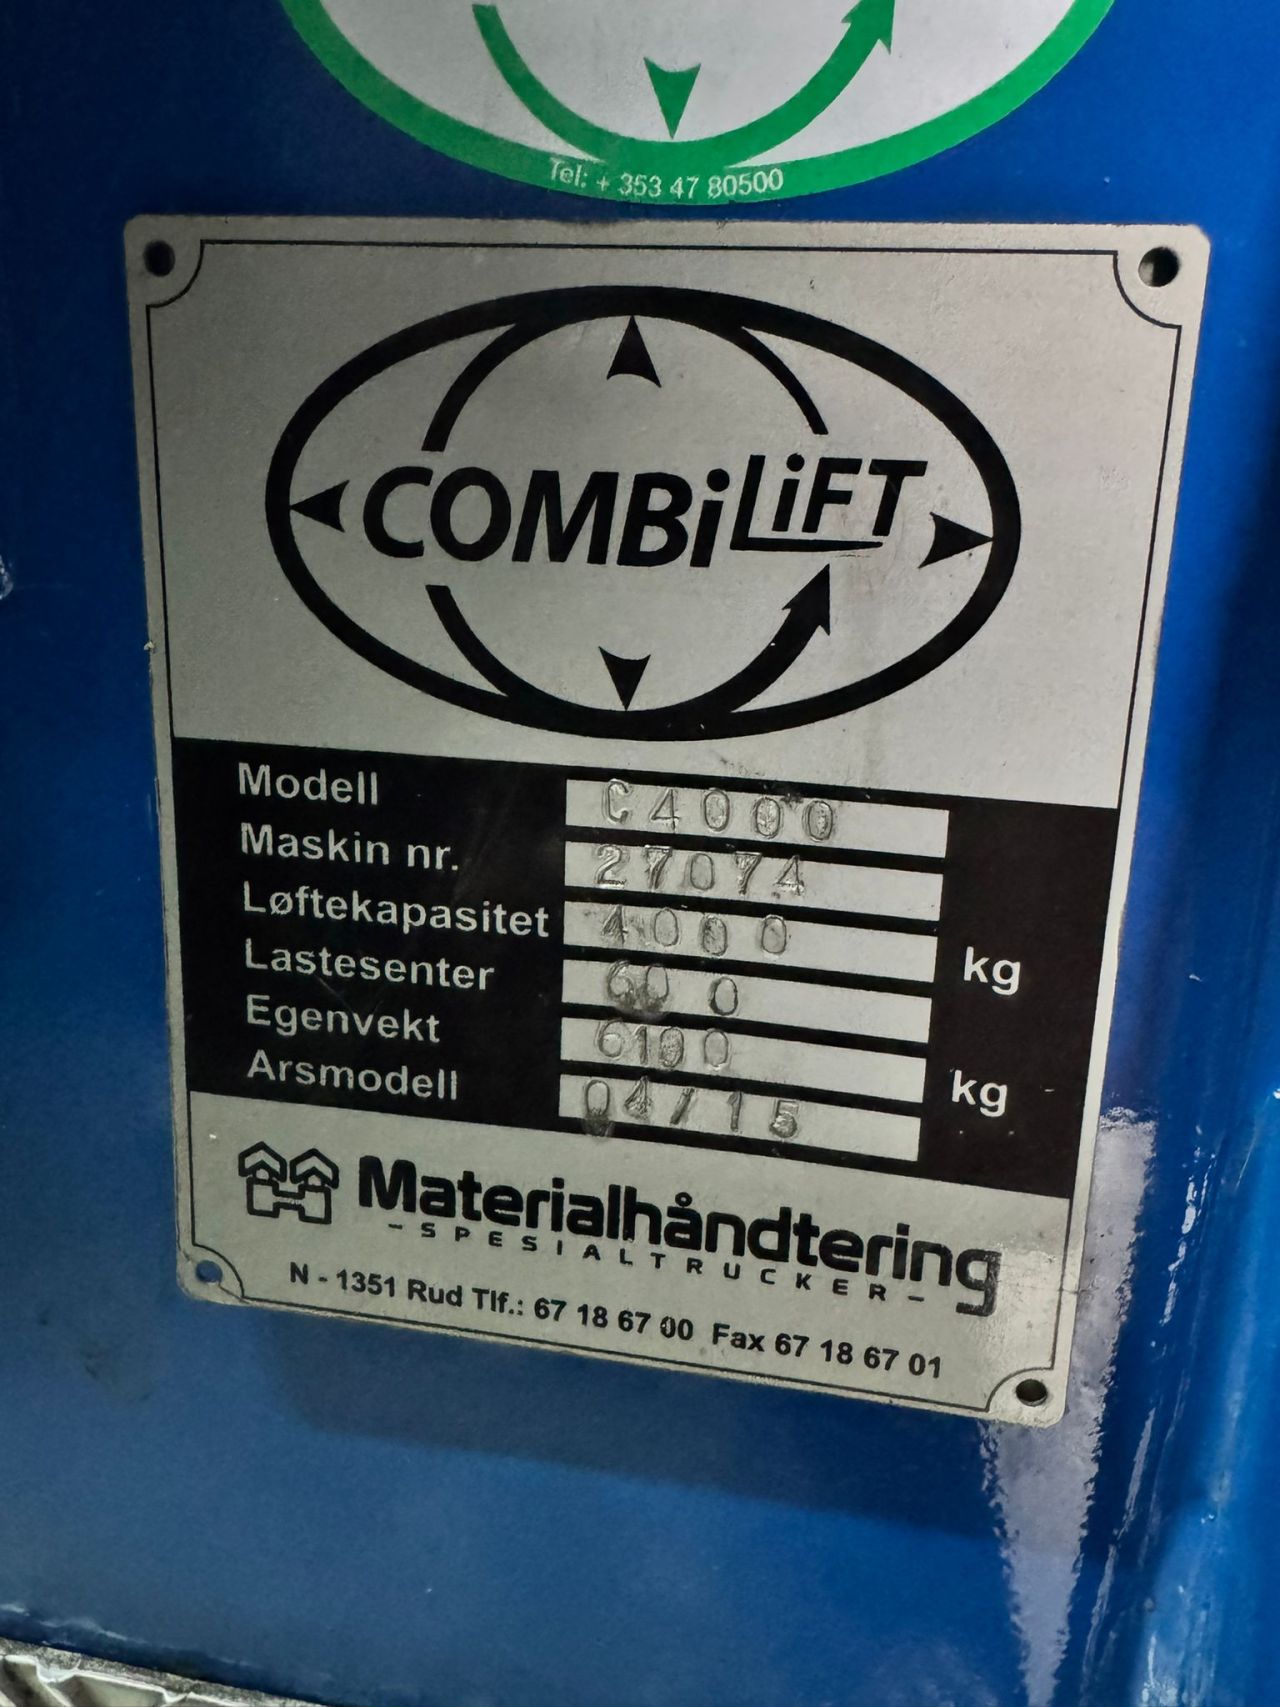 Tel: + 353 47 80500
COMBiLiFT
Modell C4000
Maskin nr. 27074
Løftekapasitet 4000 kg
Lastesenter 600
Egenvekt 6100 kg
Arsmodell 04/15
Materialhåndtering
- SPESIALTRUCKER -
N - 1351 Rud Tlf.: 67 18 67 00 Fax 67 18 67 01